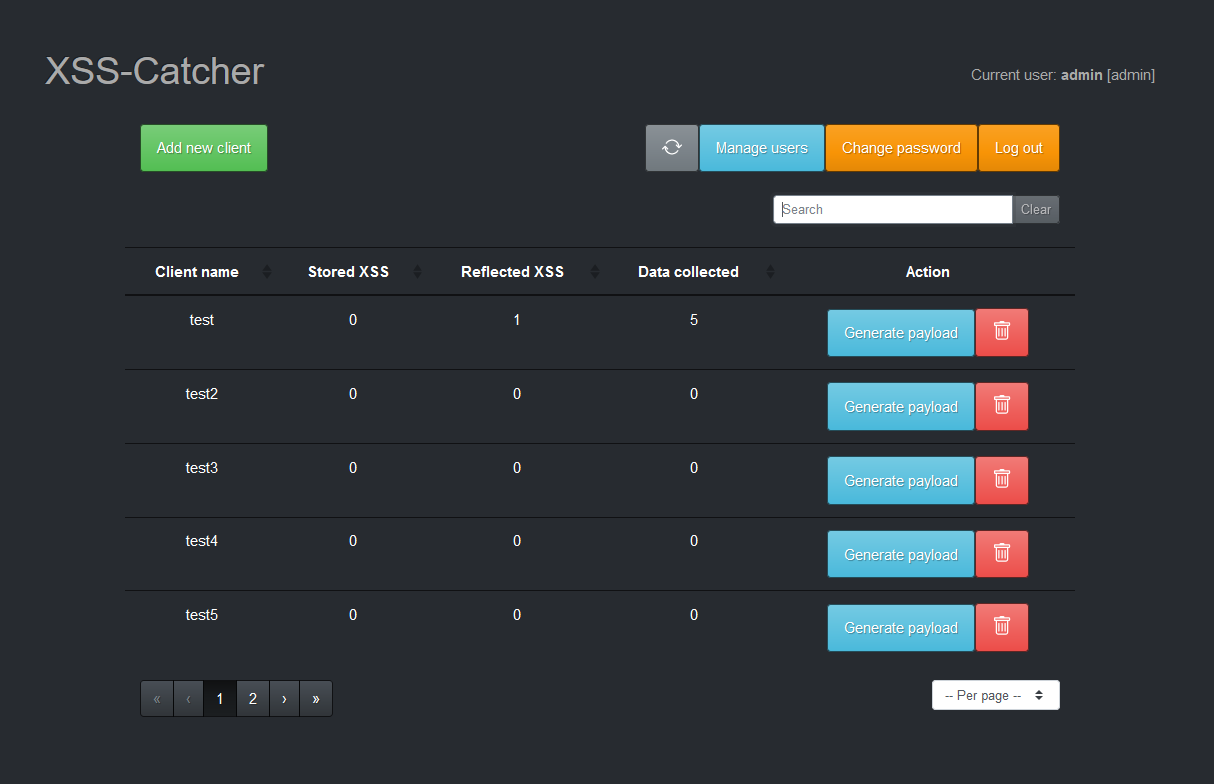 XSS-Catcher
Current user: admin [admin]
Add new client
Manage users
Change password
Log out
Search
Clear
Client name Stored XSS Reflected XSS Data collected Action
test 0 1 5 Generate payload
test2 0 0 0 Generate payload
test3 0 0 0 Generate payload
test4 0 0 0 Generate payload
test5 0 0 0 Generate payload
« ‹ 1 2 › »
-- Per page --